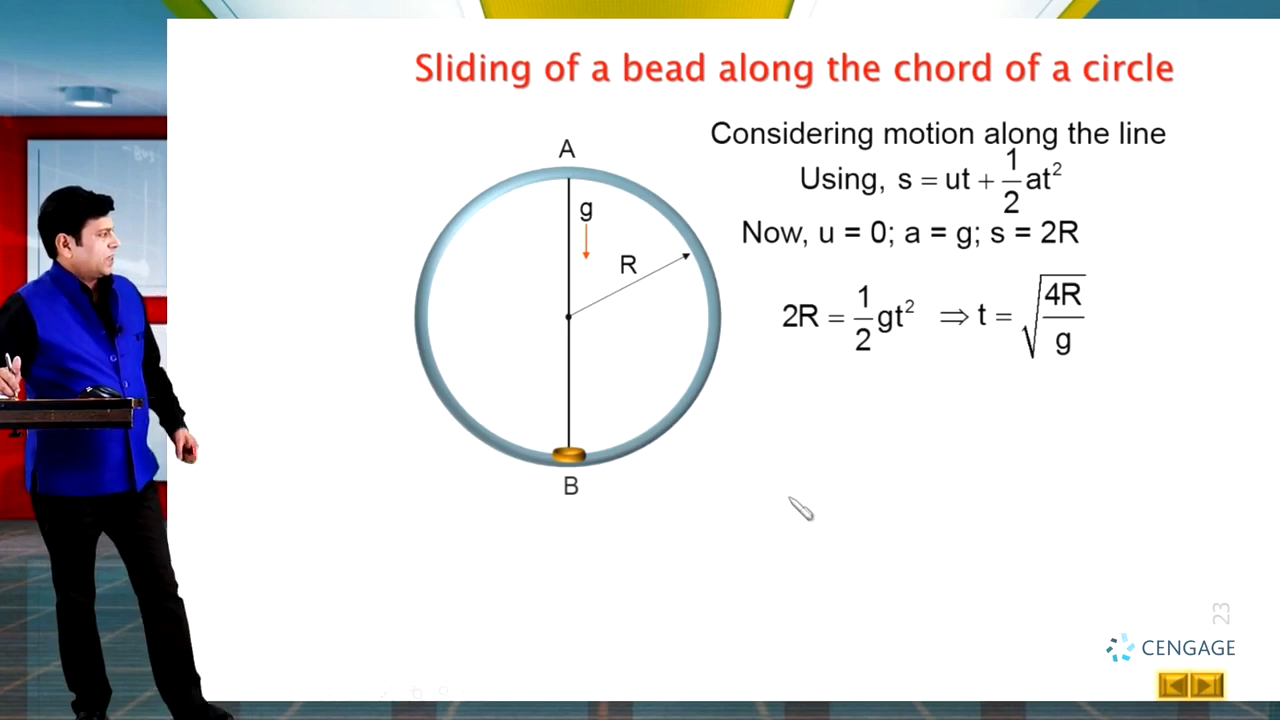 Sliding of a bead along the chord of a circle
Considering motion along the line
Using, s = ut + 1/2 at²
Now, u = 0; a = g; s = 2R
2R = 1/2 gt² ⇒ t = √(4R/g)
A
g
R
B
23
CENGAGE